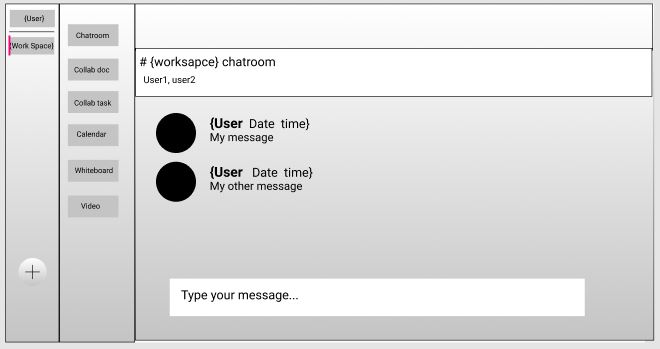 {User}
{Work Space}
Chatroom
Collab doc
Collab task
Calendar
Whiteboard
Video
# {worksapce} chatroom
User1, user2
{User Date time}
My message
{User Date time}
My other message
Type your message...